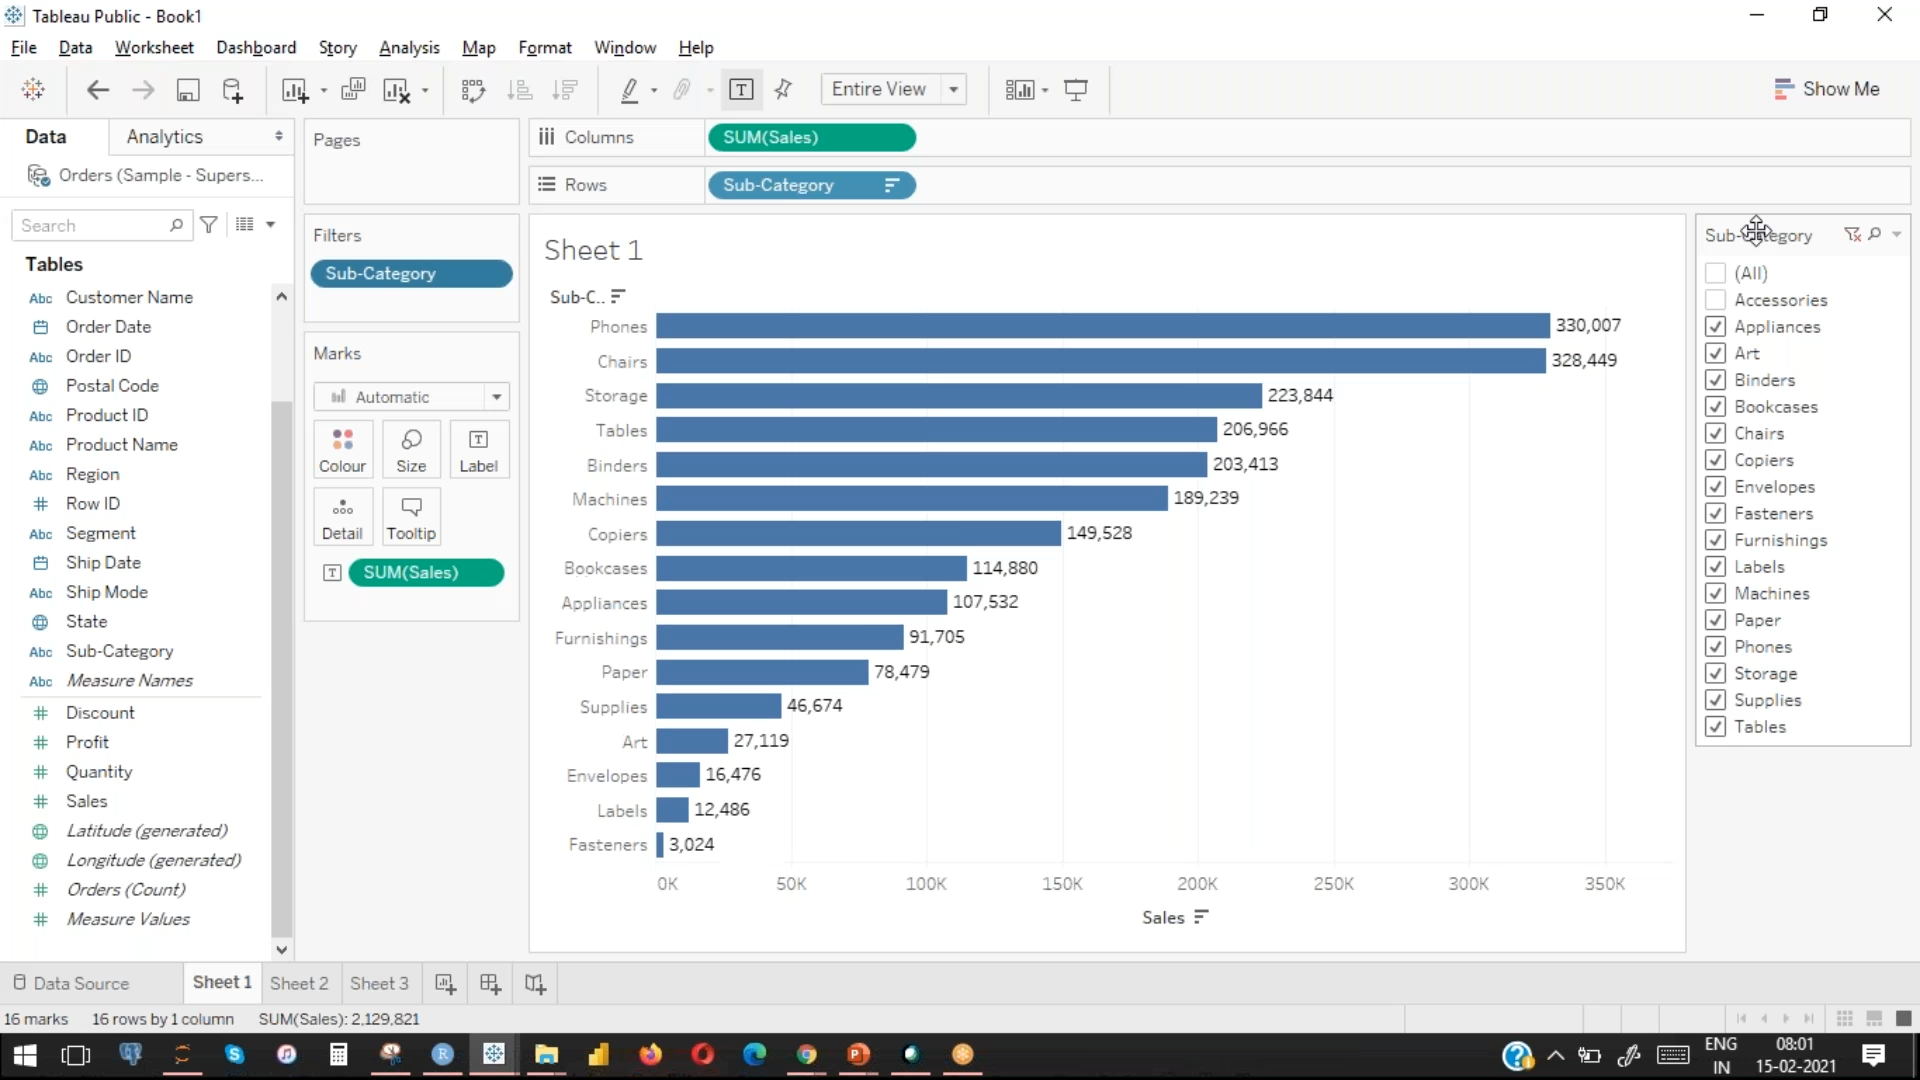 Tableau Public - Book1
File Data Worksheet Dashboard Story Analysis Map Format Window Help
Entire View
Show Me
Data Analytics
Orders (Sample - Supers...
Search
Tables
Abc Customer Name
Order Date
Abc Order ID
Postal Code
Abc Product ID
Abc Product Name
Abc Region
# Row ID
Abc Segment
Ship Date
Abc Ship Mode
State
Abc Sub-Category
Abc Measure Names
# Discount
# Profit
# Quantity
# Sales
Latitude (generated)
Longitude (generated)
# Orders (Count)
# Measure Values
Pages
Filters
Sub-Category
Marks
Automatic
Colour Size Label
Detail Tooltip
SUM(Sales)
Columns SUM(Sales)
Rows Sub-Category
Sheet 1
Sub-C..
Phones 330,007
Chairs 328,449
Storage 223,844
Tables 206,966
Binders 203,413
Machines 189,239
Copiers 149,528
Bookcases 114,880
Appliances 107,532
Furnishings 91,705
Paper 78,479
Supplies 46,674
Art 27,119
Envelopes 16,476
Labels 12,486
Fasteners 3,024
0K 50K 100K 150K 200K 250K 300K 350K
Sales
Sub-Category
(All)
Accessories
Appliances
Art
Binders
Bookcases
Chairs
Copiers
Envelopes
Fasteners
Furnishings
Labels
Machines
Paper
Phones
Storage
Supplies
Tables
Data Source Sheet 1 Sheet 2 Sheet 3
16 marks 16 rows by 1 column SUM(Sales): 2,129,821
ENG
IN
08:01
15-02-2021